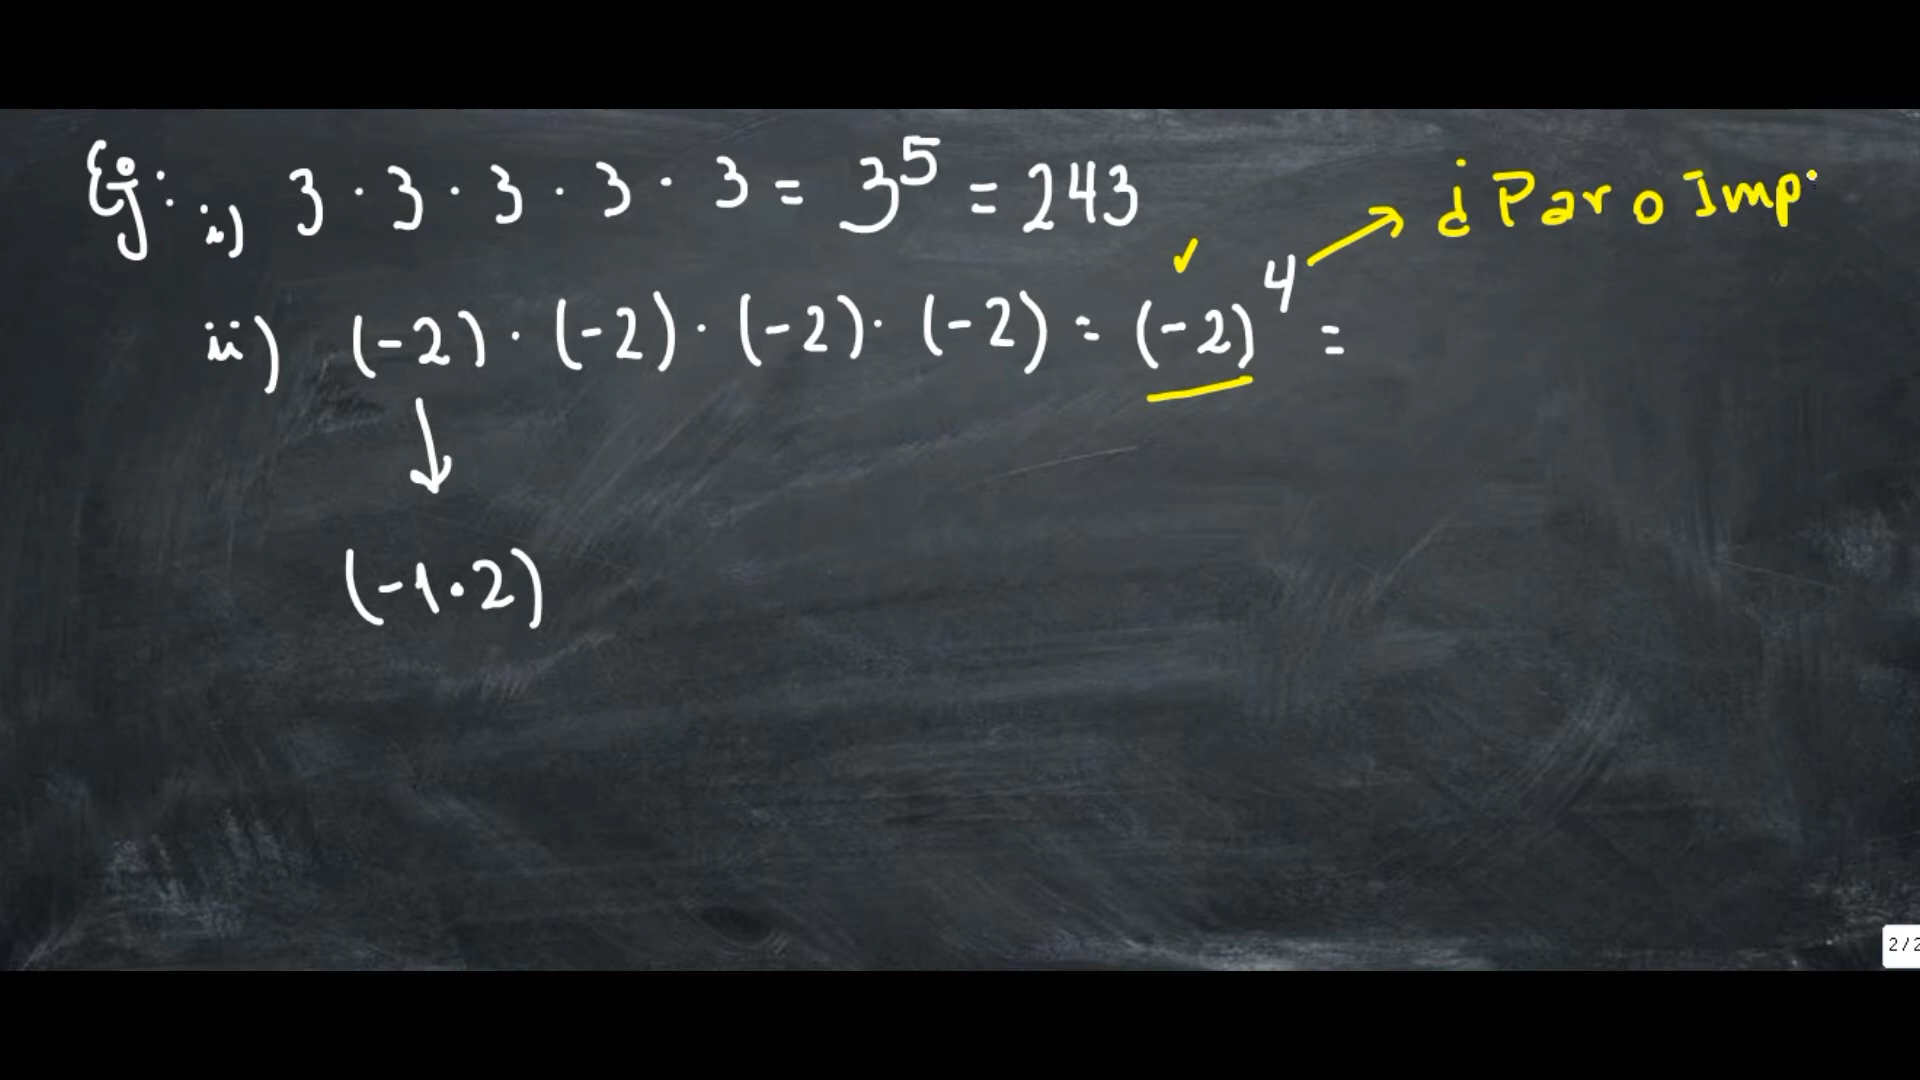 Ej: i) 3 · 3 · 3 · 3 · 3 = 3⁵ = 243
¿Par o Imp
ii) (-2) · (-2) · (-2) · (-2) = (-2)⁴ =
(-1·2)
2/2